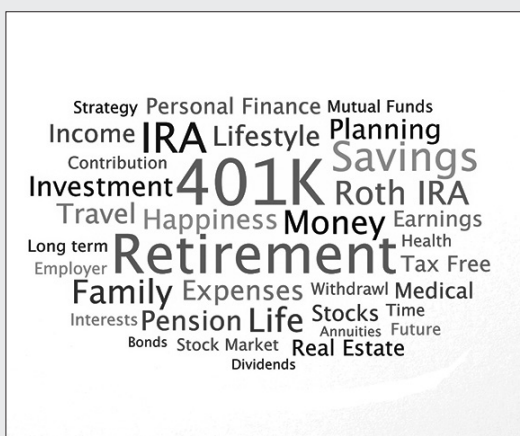 Strategy Personal Finance Mutual Funds
Income IRA Lifestyle Planning
Contribution 401K Savings
Investment Roth IRA
Travel Happiness Money Earnings
Long term Retirement Health
Employer Tax Free
Family Expenses Withdrawl Medical
Interests Pension Life Stocks Time
Annuities Future
Bonds Stock Market Real Estate
Dividends